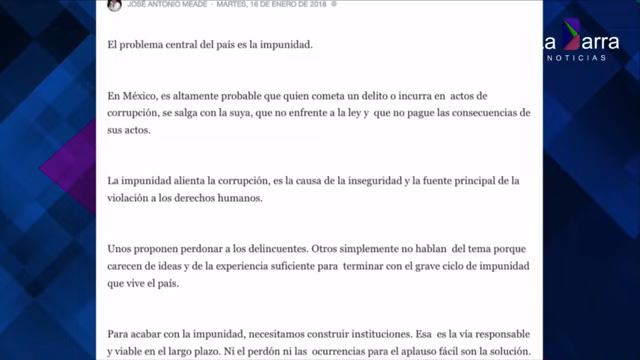 JOSÉ ANTONIO MEADE · MARTES, 16 DE ENERO DE 2018
La Barra
NOTICIAS
El problema central del país es la impunidad.
En México, es altamente probable que quien cometa un delito o incurra en actos de
corrupción, se salga con la suya, que no enfrente a la ley y que no pague las consecuencias de
sus actos.
La impunidad alienta la corrupción, es la causa de la inseguridad y la fuente principal de la
violación a los derechos humanos.
Unos proponen perdonar a los delincuentes. Otros simplemente no hablan del tema porque
carecen de ideas y de la experiencia suficiente para terminar con el grave ciclo de impunidad
que vive el país.
Para acabar con la impunidad, necesitamos construir instituciones. Esa es la vía responsable
y viable en el largo plazo. Ni el perdón ni las ocurrencias para el aplauso fácil son la solución.